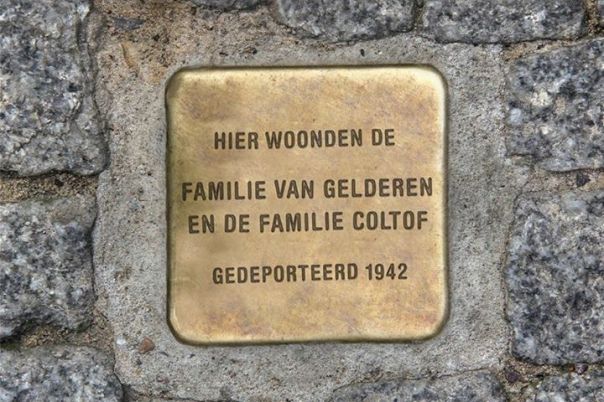 HIER WOONDEN DE
FAMILIE VAN GELDEREN
EN DE FAMILIE COLTOF
GEDEPORTEERD 1942